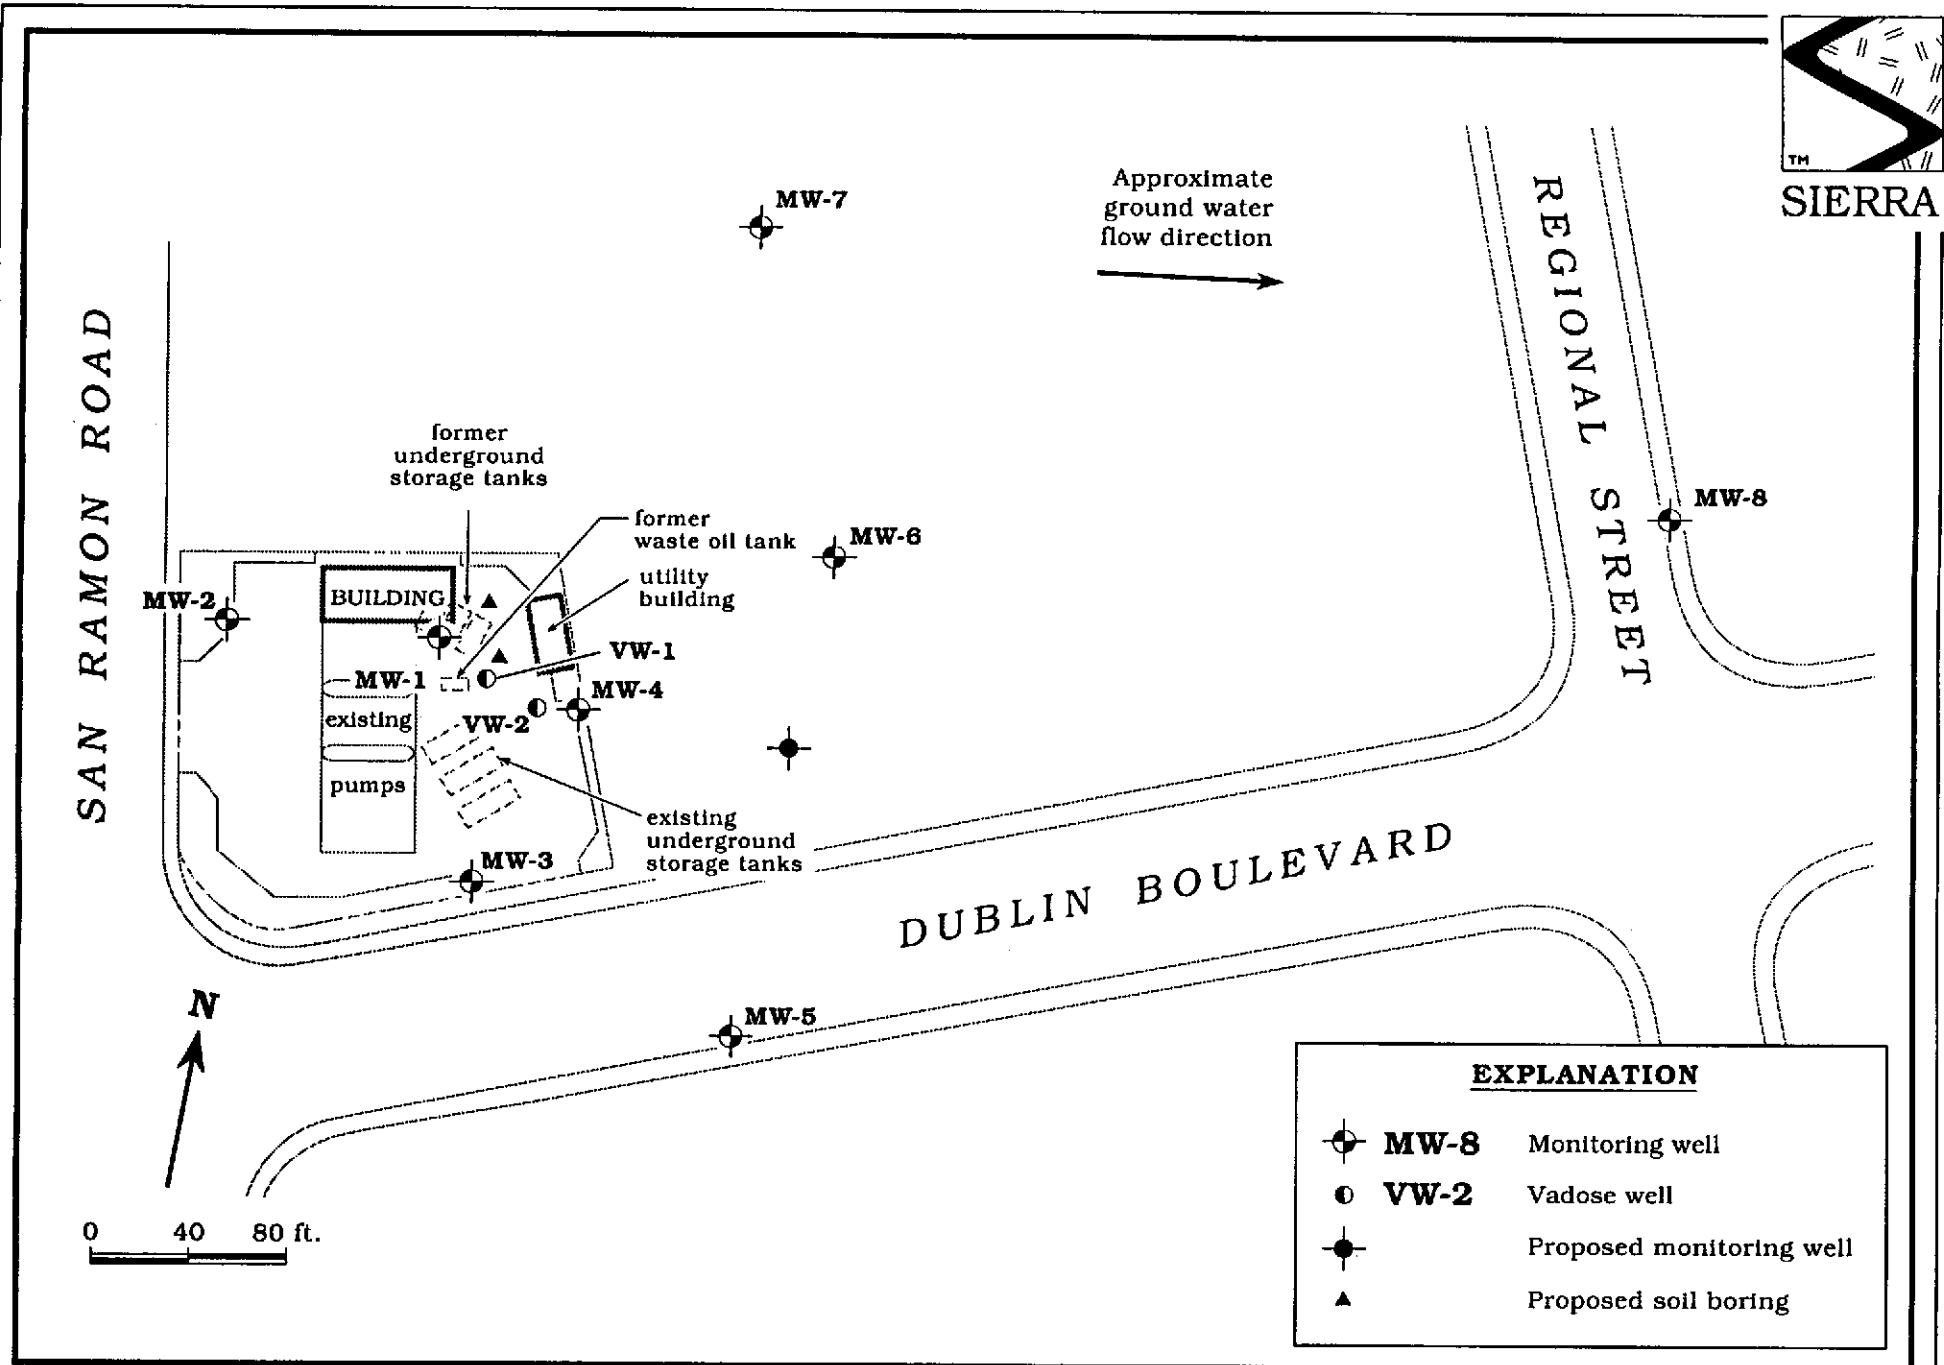 TM
SIERRA
MW-7
Approximate
ground water
flow direction
REGIONAL STREET
SAN RAMON ROAD
former
underground
storage tanks
former
waste oil tank
MW-6
MW-8
utility
building
BUILDING
MW-2
VW-1
MW-1
MW-4
existing
VW-2
pumps
existing
underground
storage tanks
MW-3
DUBLIN BOULEVARD
N
MW-5
0 40 80 ft.
EXPLANATION
MW-8 Monitoring well
VW-2 Vadose well
Proposed monitoring well
Proposed soil boring